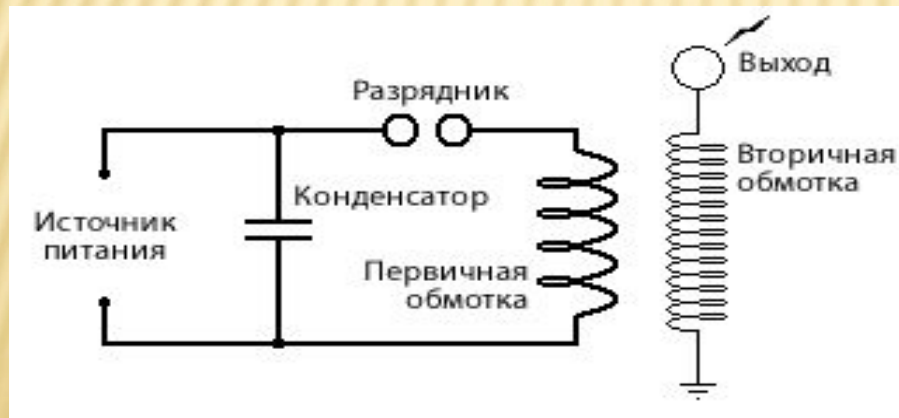 Разрядник
Выход
Вторичная
обмотка
Конденсатор
Источник
питания
Первичная
обмотка